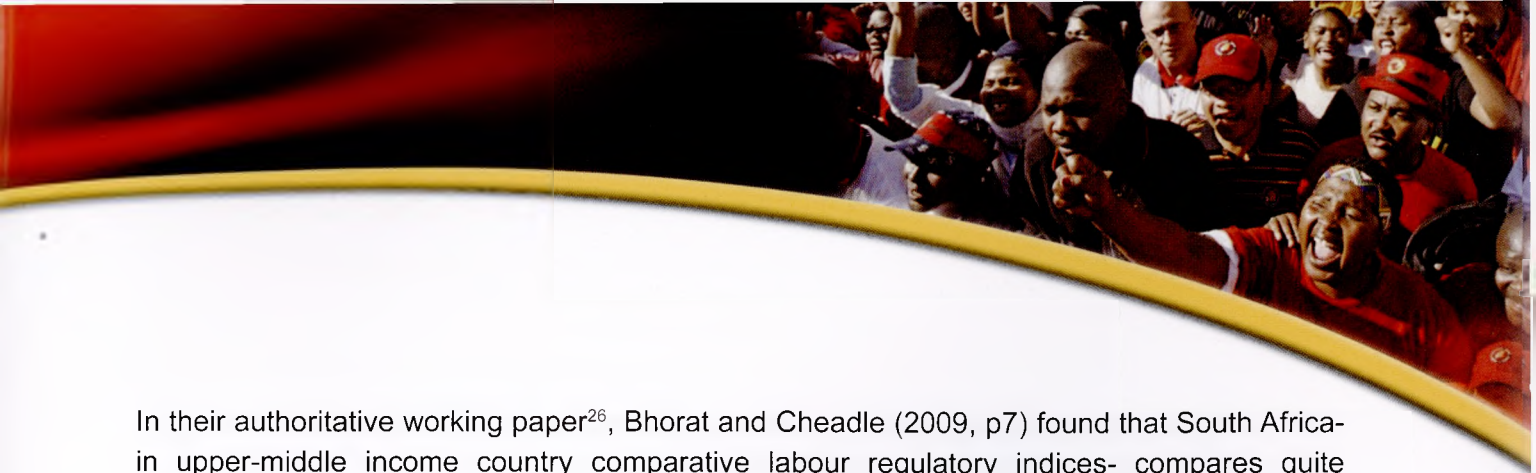 In their authoritative working paper²⁶, Bhorat and Cheadle (2009, p7) found that South Africa-
in upper-middle income country comparative labour regulatory indices- compares quite